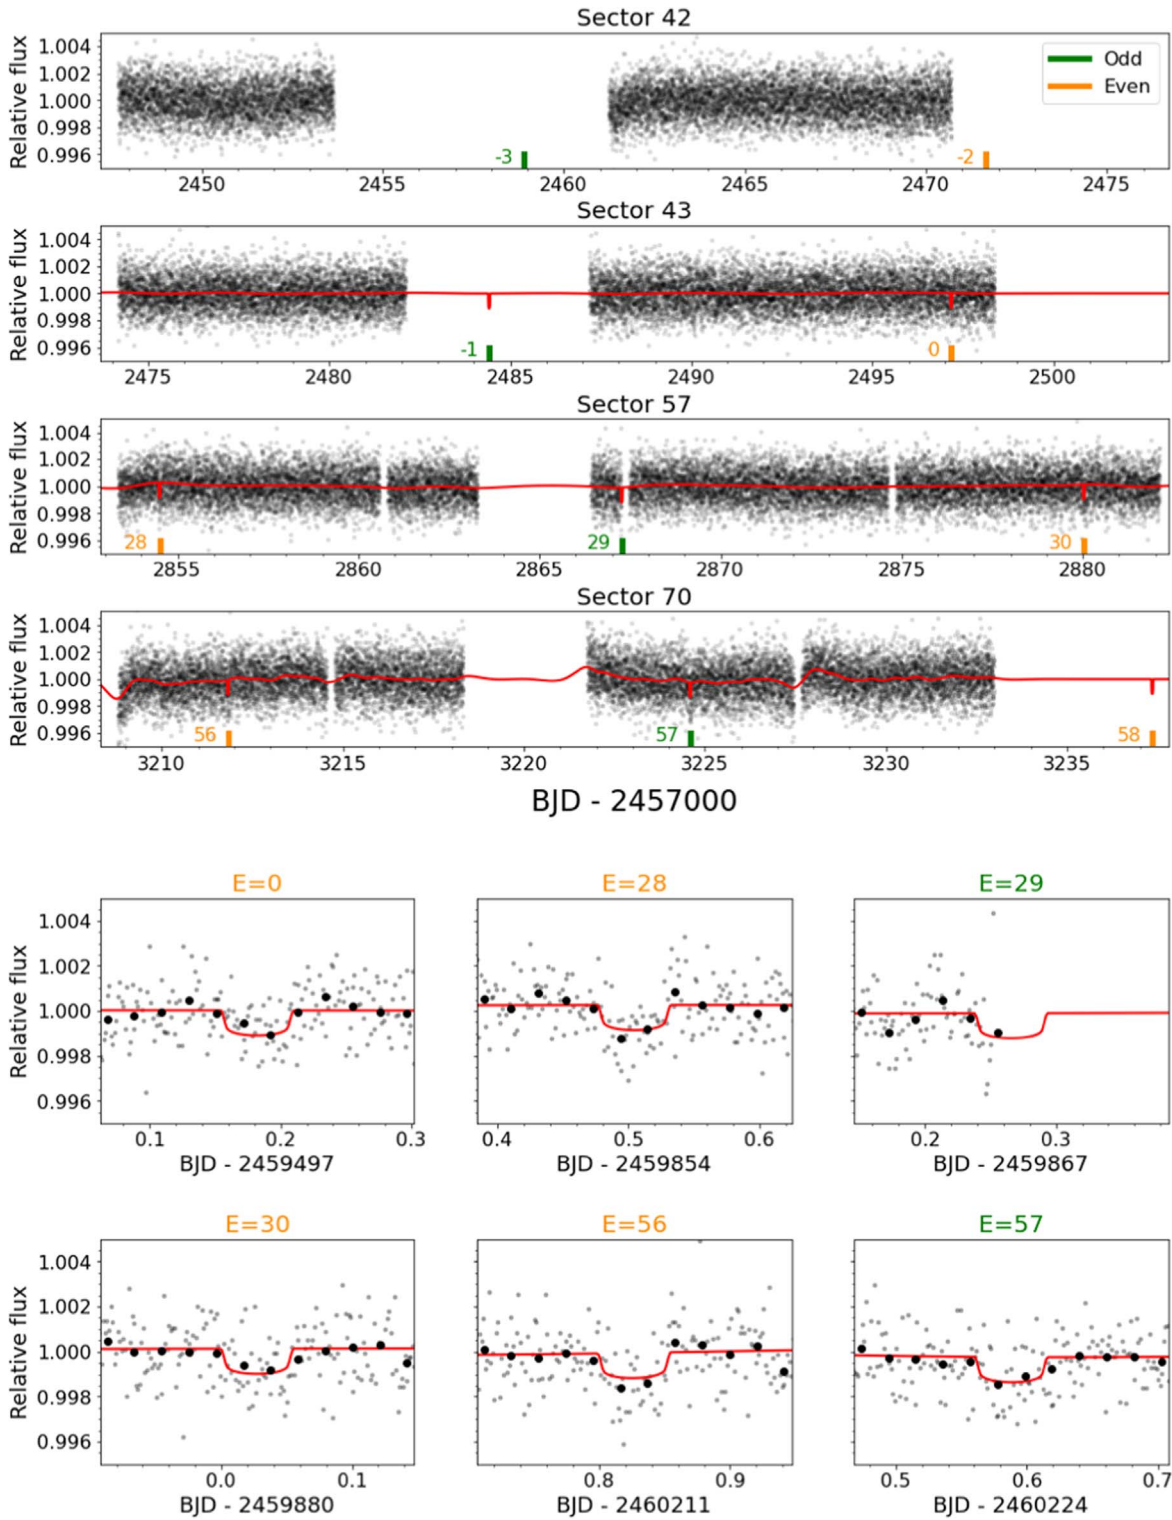 Sector 42
Relative flux
1.004
1.002
1.000
0.998
0.996
Odd
Even
-3
-2
2450 2455 2460 2465 2470 2475
Sector 43
Relative flux
1.004
1.002
1.000
0.998
0.996
-1
0
2475 2480 2485 2490 2495 2500
Sector 57
Relative flux
1.004
1.002
1.000
0.998
0.996
28
29
30
2855 2860 2865 2870 2875 2880
Sector 70
Relative flux
1.004
1.002
1.000
0.998
0.996
56
57
58
3210 3215 3220 3225 3230 3235
BJD - 2457000
E=0 E=28 E=29
Relative flux
1.004
1.002
1.000
0.998
0.996
0.1 0.2 0.3 0.4 0.5 0.6 0.2 0.3
BJD - 2459497 BJD - 2459854 BJD - 2459867
E=30 E=56 E=57
Relative flux
1.004
1.002
1.000
0.998
0.996
0.0 0.1 0.8 0.9 0.5 0.6 0.7
BJD - 2459880 BJD - 2460211 BJD - 2460224